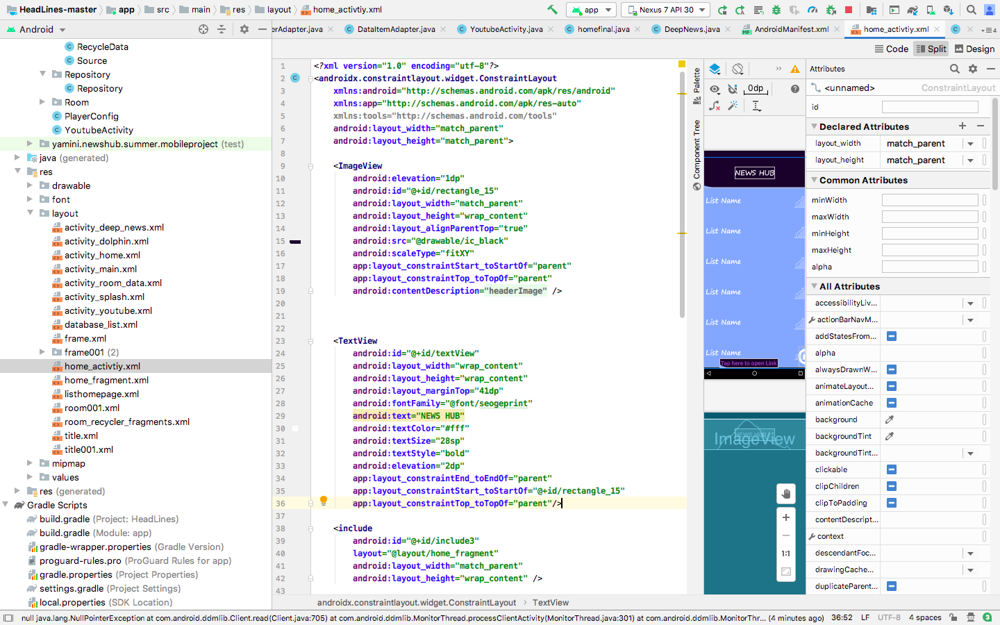 HeadLines-master
app
src
main
res
layout
home_activtiy.xml
app
Nexus 7 API 30
Android
erAdapter.java
DataItemAdapter.java
YoutubeActivity.java
homefinal.java
DeepNews.java
AndroidManifest.xml
home_activtiy.xml
4
Code
Split
Design
RecycleData
Source
Repository
Repository
Room
PlayerConfig
YoutubeActivity
yamini.newshub.summer.mobileproject (test)
java (generated)
res
drawable
font
layout
activity_deep_news.xml
activity_dolphin.xml
activity_home.xml
activity_main.xml
activity_room_data.xml
activity_splash.xml
activity_youtube.xml
database_list.xml
frame.xml
frame001 (2)
home_activtiy.xml
home_fragment.xml
listhomepage.xml
room001.xml
room_recycler_fragments.xml
title.xml
title001.xml
mipmap
values
res (generated)
Gradle Scripts
build.gradle (Project: HeadLines)
build.gradle (Module: app)
gradle-wrapper.properties (Gradle Version)
proguard-rules.pro (ProGuard Rules for app)
gradle.properties (Project Properties)
settings.gradle (Project Settings)
local.properties (SDK Location)
1 <?xml version="1.0" encoding="utf-8"?>
2 <androidx.constraintlayout.widget.ConstraintLayout
3 xmlns:android="http://schemas.android.com/apk/res/android"
4 xmlns:app="http://schemas.android.com/apk/res-auto"
5 xmlns:tools="http://schemas.android.com/tools"
6 android:layout_width="match_parent"
7 android:layout_height="match_parent">
8
9 <ImageView
10 android:elevation="1dp"
11 android:id="@+id/rectangle_15"
12 android:layout_width="match_parent"
13 android:layout_height="wrap_content"
14 android:layout_alignParentTop="true"
15 android:src="@drawable/ic_black"
16 android:scaleType="fitXY"
17 app:layout_constraintStart_toStartOf="parent"
18 app:layout_constraintTop_toTopOf="parent"
19 android:contentDescription="headerImage" />
20
21
22
23 <TextView
24 android:id="@+id/textView"
25 android:layout_width="wrap_content"
26 android:layout_height="wrap_content"
27 android:layout_marginTop="41dp"
28 android:fontFamily="@font/seogeprint"
29 android:text="NEWS HUB"
30 android:textColor="#fff"
31 android:textSize="28sp"
32 android:textStyle="bold"
33 android:elevation="2dp"
34 app:layout_constraintEnd_toEndOf="parent"
35 app:layout_constraintStart_toStartOf="@+id/rectangle_15"
36 app:layout_constraintTop_toTopOf="parent"/>
37
38 <include
39 android:id="@+id/include3"
40 layout="@layout/home_fragment"
41 android:layout_width="match_parent"
42 android:layout_height="wrap_content" />
43
androidx.constraintlayout.widget.ConstraintLayout
TextView
Palette
Component Tree
0dp
NEWS HUB
List Name
List Name
List Name
List Name
List Name
List Name
Tap here to open Link
NEWS HUB
ImageView
1:1
Attributes
<unnamed>
ConstraintLayout
id
Declared Attributes
layout_width match_parent
layout_height match_parent
Common Attributes
minWidth
maxWidth
minHeight
maxHeight
alpha
All Attributes
accessibilityLiv...
actionBarNavM...
addStatesFrom...
alpha
alwaysDrawnW...
animateLayout...
animationCache
background
backgroundTint
backgroundTint...
clickable
clipChildren
clipToPadding
contentDescript...
context
descendantFoc...
drawingCache...
duplicateParent...
null java.lang.NullPointerException at com.android.ddmlib.Client.read(Client.java:705) at com.android.ddmlib.MonitorThread.processClientActivity(MonitorThread.java:301) at com.android.ddmlib.MonitorThr... (4 minutes ago)
36:52
LF
UTF-8
4 spaces
3